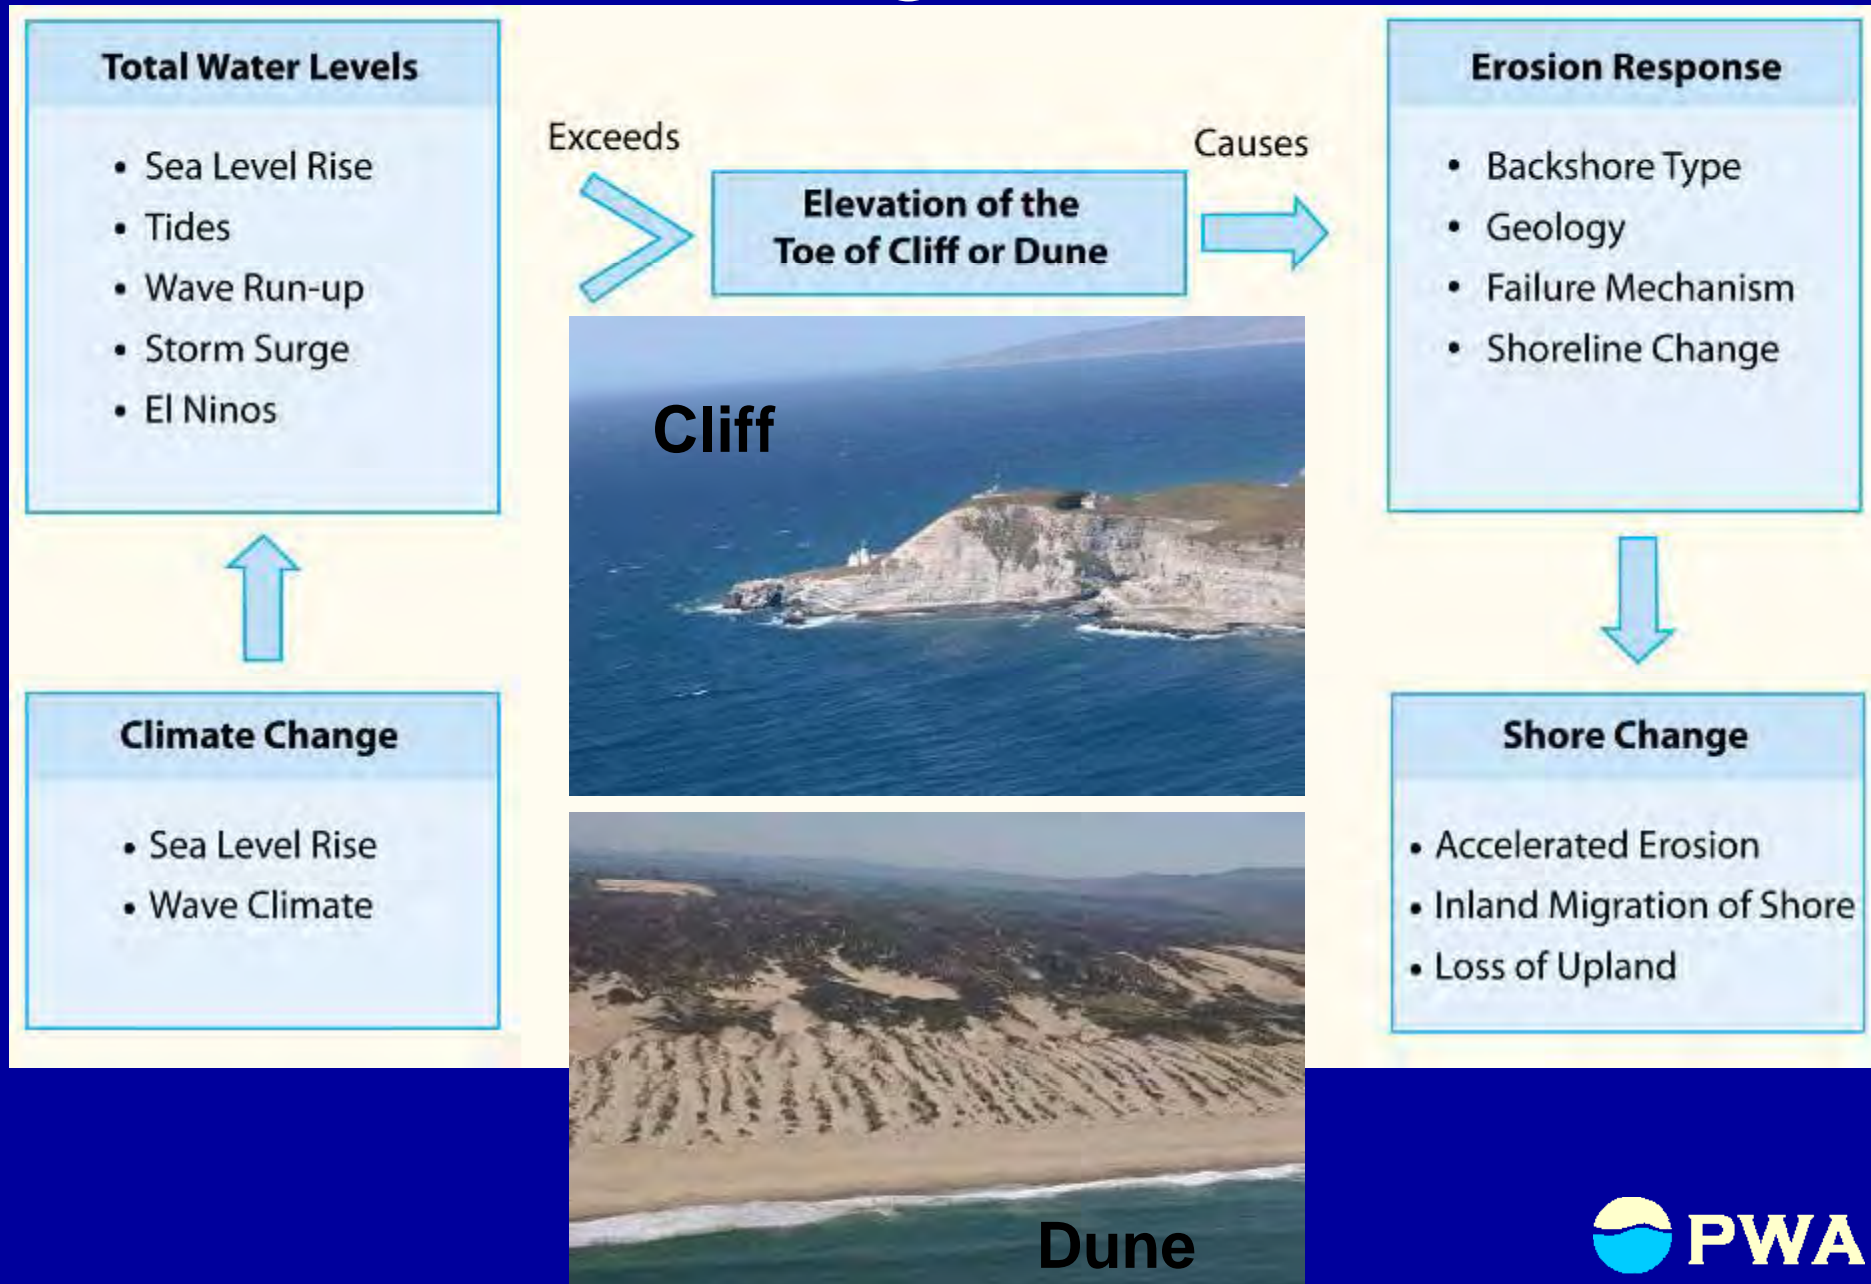 Total Water Levels
• Sea Level Rise
• Tides
• Wave Run-up
• Storm Surge
• El Ninos
Exceeds
Elevation of the
Toe of Cliff or Dune
Causes
Erosion Response
• Backshore Type
• Geology
• Failure Mechanism
• Shoreline Change
Climate Change
• Sea Level Rise
• Wave Climate
Cliff
Dune
Shore Change
• Accelerated Erosion
• Inland Migration of Shore
• Loss of Upland
PWA